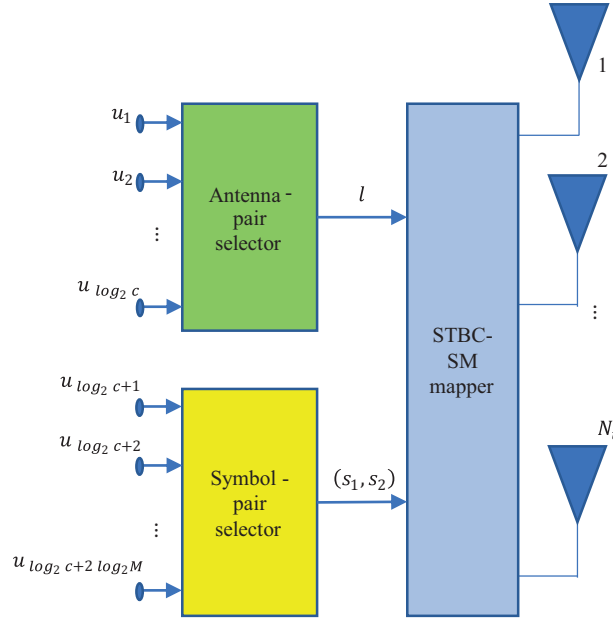 u₁
u₂
⋮
u log₂ c
Antenna -
pair
selector
l
u log₂ c+1
u log₂ c+2
⋮
u log₂ c+2 log₂M
Symbol -
pair
selector
(s₁, s₂)
STBC-
SM
mapper
1
2
⋮